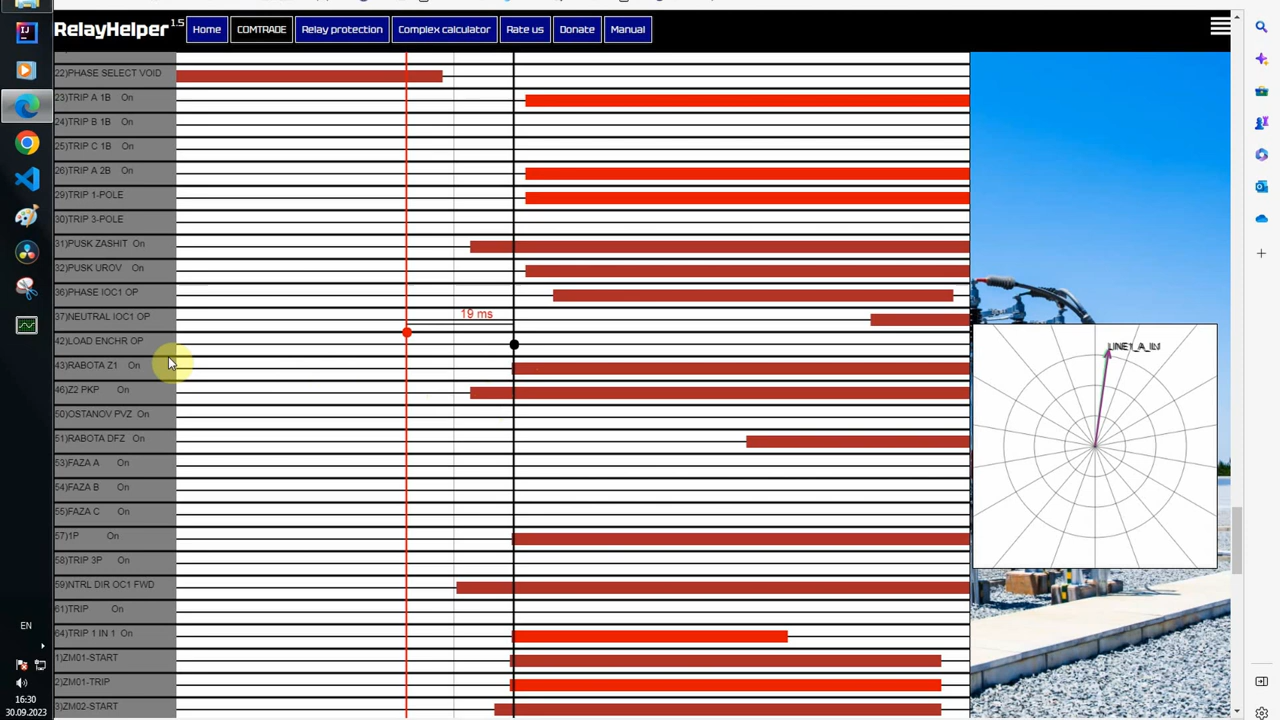 RelayHelper 1.5
Home COMTRADE Relay protection Complex calculator Rate us Donate Manual
22)PHASE SELECT VOID
23)TRIP A 1B On
24)TRIP B 1B On
25)TRIP C 1B On
26)TRIP A 2B On
29)TRIP 1-POLE
30)TRIP 3-POLE
31)PUSK ZASHIT On
32)PUSK UROV On
36)PHASE IOC1 OP
37)NEUTRAL IOC1 OP
19 ms
42)LOAD ENCHR OP
LINE1_A_IN
43)RABOTA Z1 On
46)Z2 PKP On
50)OSTANOV PVZ On
51)RABOTA DFZ On
53)FAZA A On
54)FAZA B On
55)FAZA C On
57)1P On
58)TRIP 3P On
59)NTRL DIR OC1 FWD
61)TRIP On
64)TRIP 1 IN 1 On
1)ZM01-START
2)ZM01-TRIP
3)ZM02-START
EN
16:30
30.09.2023